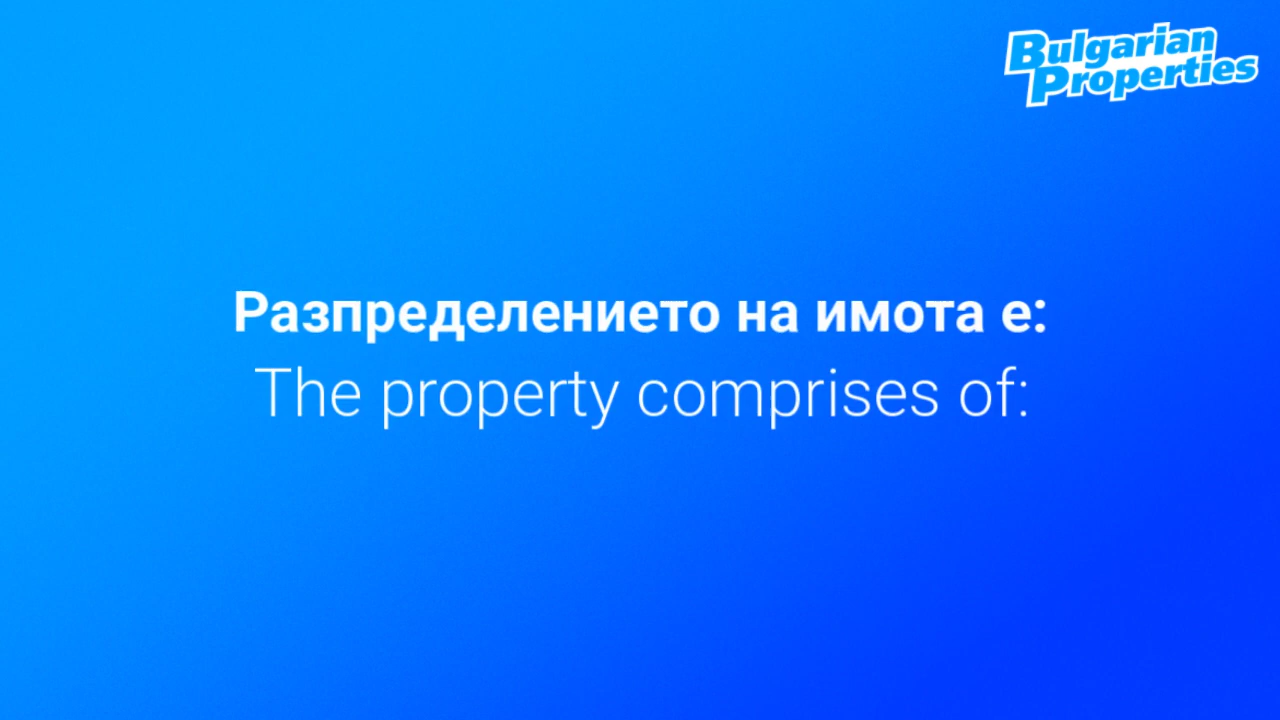 Bulgarian
Properties
Разпределението на имота е:
The property comprises of: